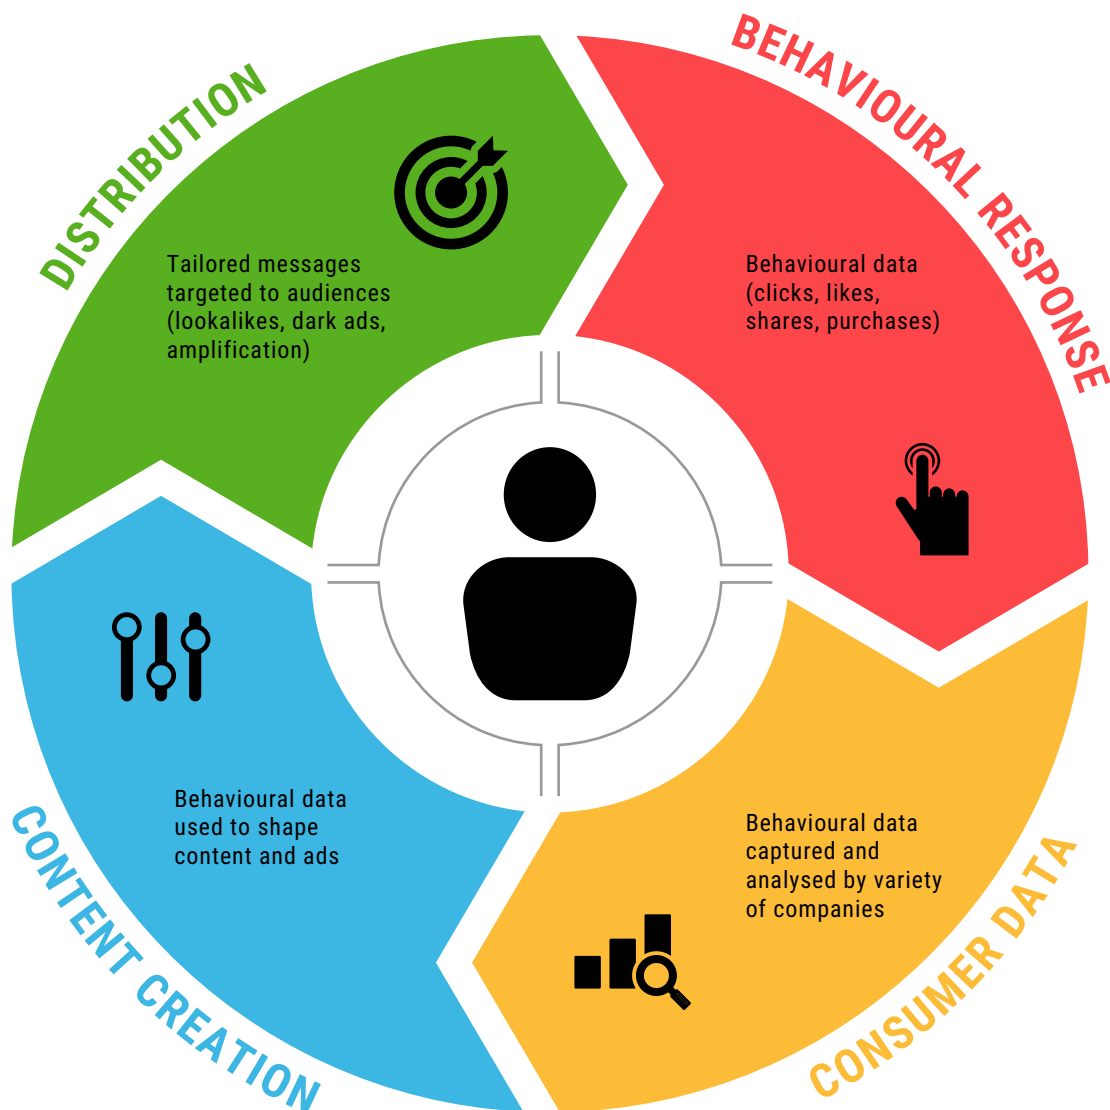 DISTRIBUTION
Tailored messages
targeted to audiences
(lookalikes, dark ads,
amplification)
BEHAVIOURAL RESPONSE
Behavioural data
(clicks, likes,
shares, purchases)
CONSUMER DATA
Behavioural data
captured and
analysed by variety
of companies
CONTENT CREATION
Behavioural data
used to shape
content and ads